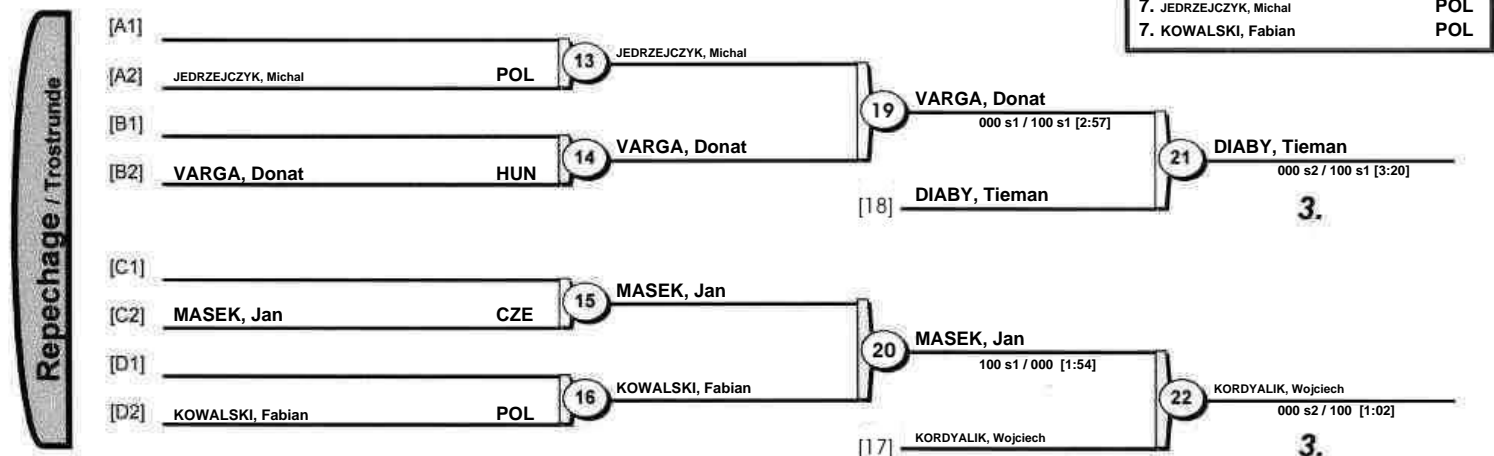 7. JEDRZEJCZYK, Michal POL
7. KOWALSKI, Fabian POL
Repechage / Trostrunde
[A1]
[A2] JEDRZEJCZYK, Michal POL
13 JEDRZEJCZYK, Michal
[B1]
[B2] VARGA, Donat HUN
14 VARGA, Donat
19 VARGA, Donat
000 s1 / 100 s1 [2:57]
[18] DIABY, Tieman
21 DIABY, Tieman
000 s2 / 100 s1 [3:20]
3.
[C1]
[C2] MASEK, Jan CZE
15 MASEK, Jan
[D1]
[D2] KOWALSKI, Fabian POL
16 KOWALSKI, Fabian
20 MASEK, Jan
100 s1 / 000 [1:54]
[17] KORDYALIK, Wojciech
22 KORDYALIK, Wojciech
000 s2 / 100 [1:02]
3.